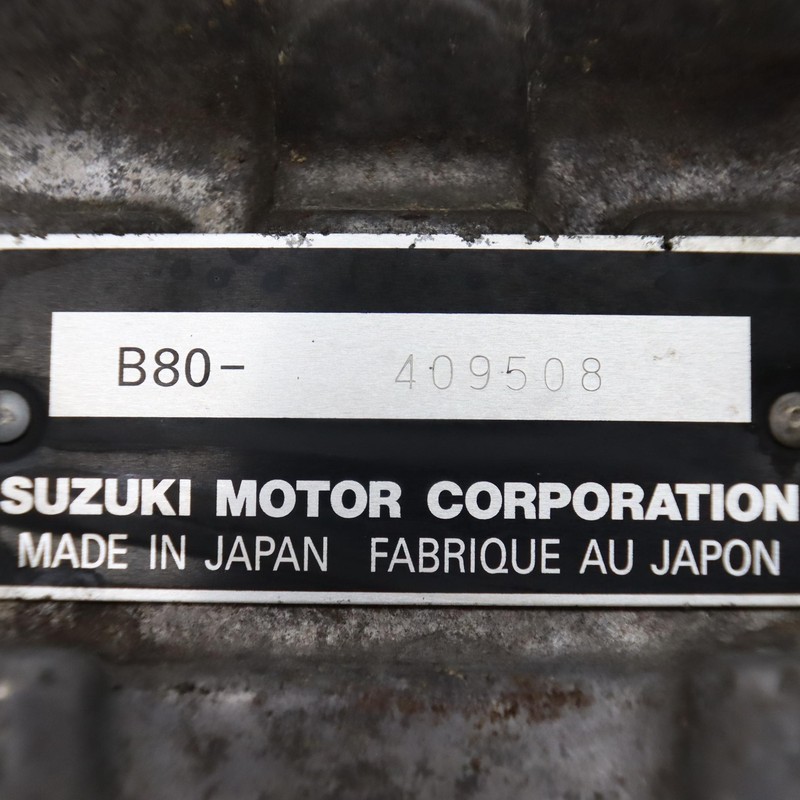 B80- 409508
SUZUKI MOTOR CORPORATION
MADE IN JAPAN FABRIQUE AU JAPON